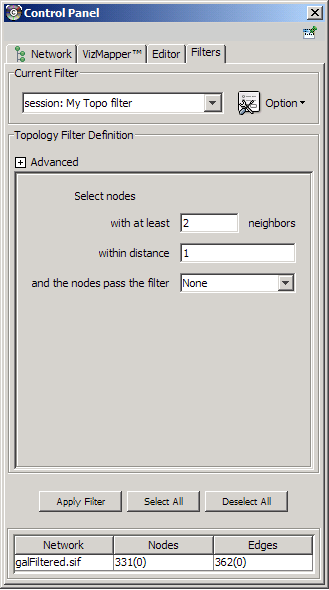 Control Panel
Network VizMapper™ Editor Filters
Current Filter
session: My Topo filter Option
Topology Filter Definition
Advanced
Select nodes
with at least 2 neighbors
within distance 1
and the nodes pass the filter None
Apply Filter Select All Deselect All
Network Nodes Edges
galFiltered.sif 331(0) 362(0)